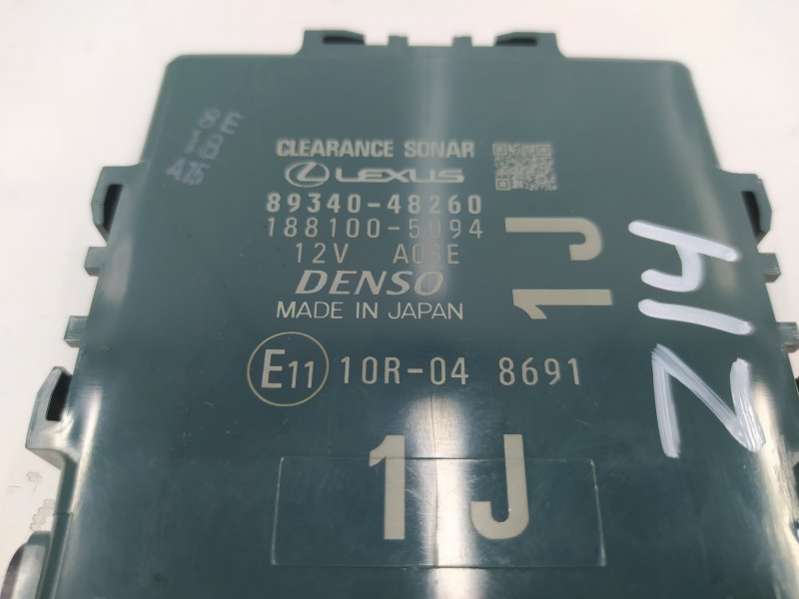 CLEARANCE SONAR
LEXUS
89340-48260
188100-5094
12V
DENSO
MADE IN JAPAN
1J
E11 10R-04 8691
1J
Z14